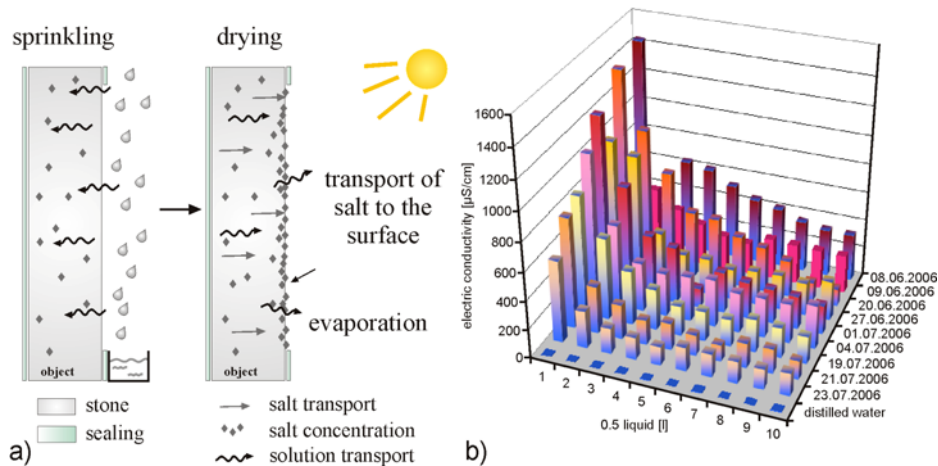 sprinkling
drying
transport of
salt to the
surface
evaporation
object
object
stone
sealing
salt transport
salt concentration
solution transport
a)
electric conductivity [µS/cm]
1600
1400
1200
1000
800
600
400
200
0
1
2
3
4
5
6
7
8
9
10
0.5 liquid [l]
08.06.2006
09.06.2006
20.06.2006
27.06.2006
01.07.2006
04.07.2006
19.07.2006
21.07.2006
23.07.2006
distilled water
b)